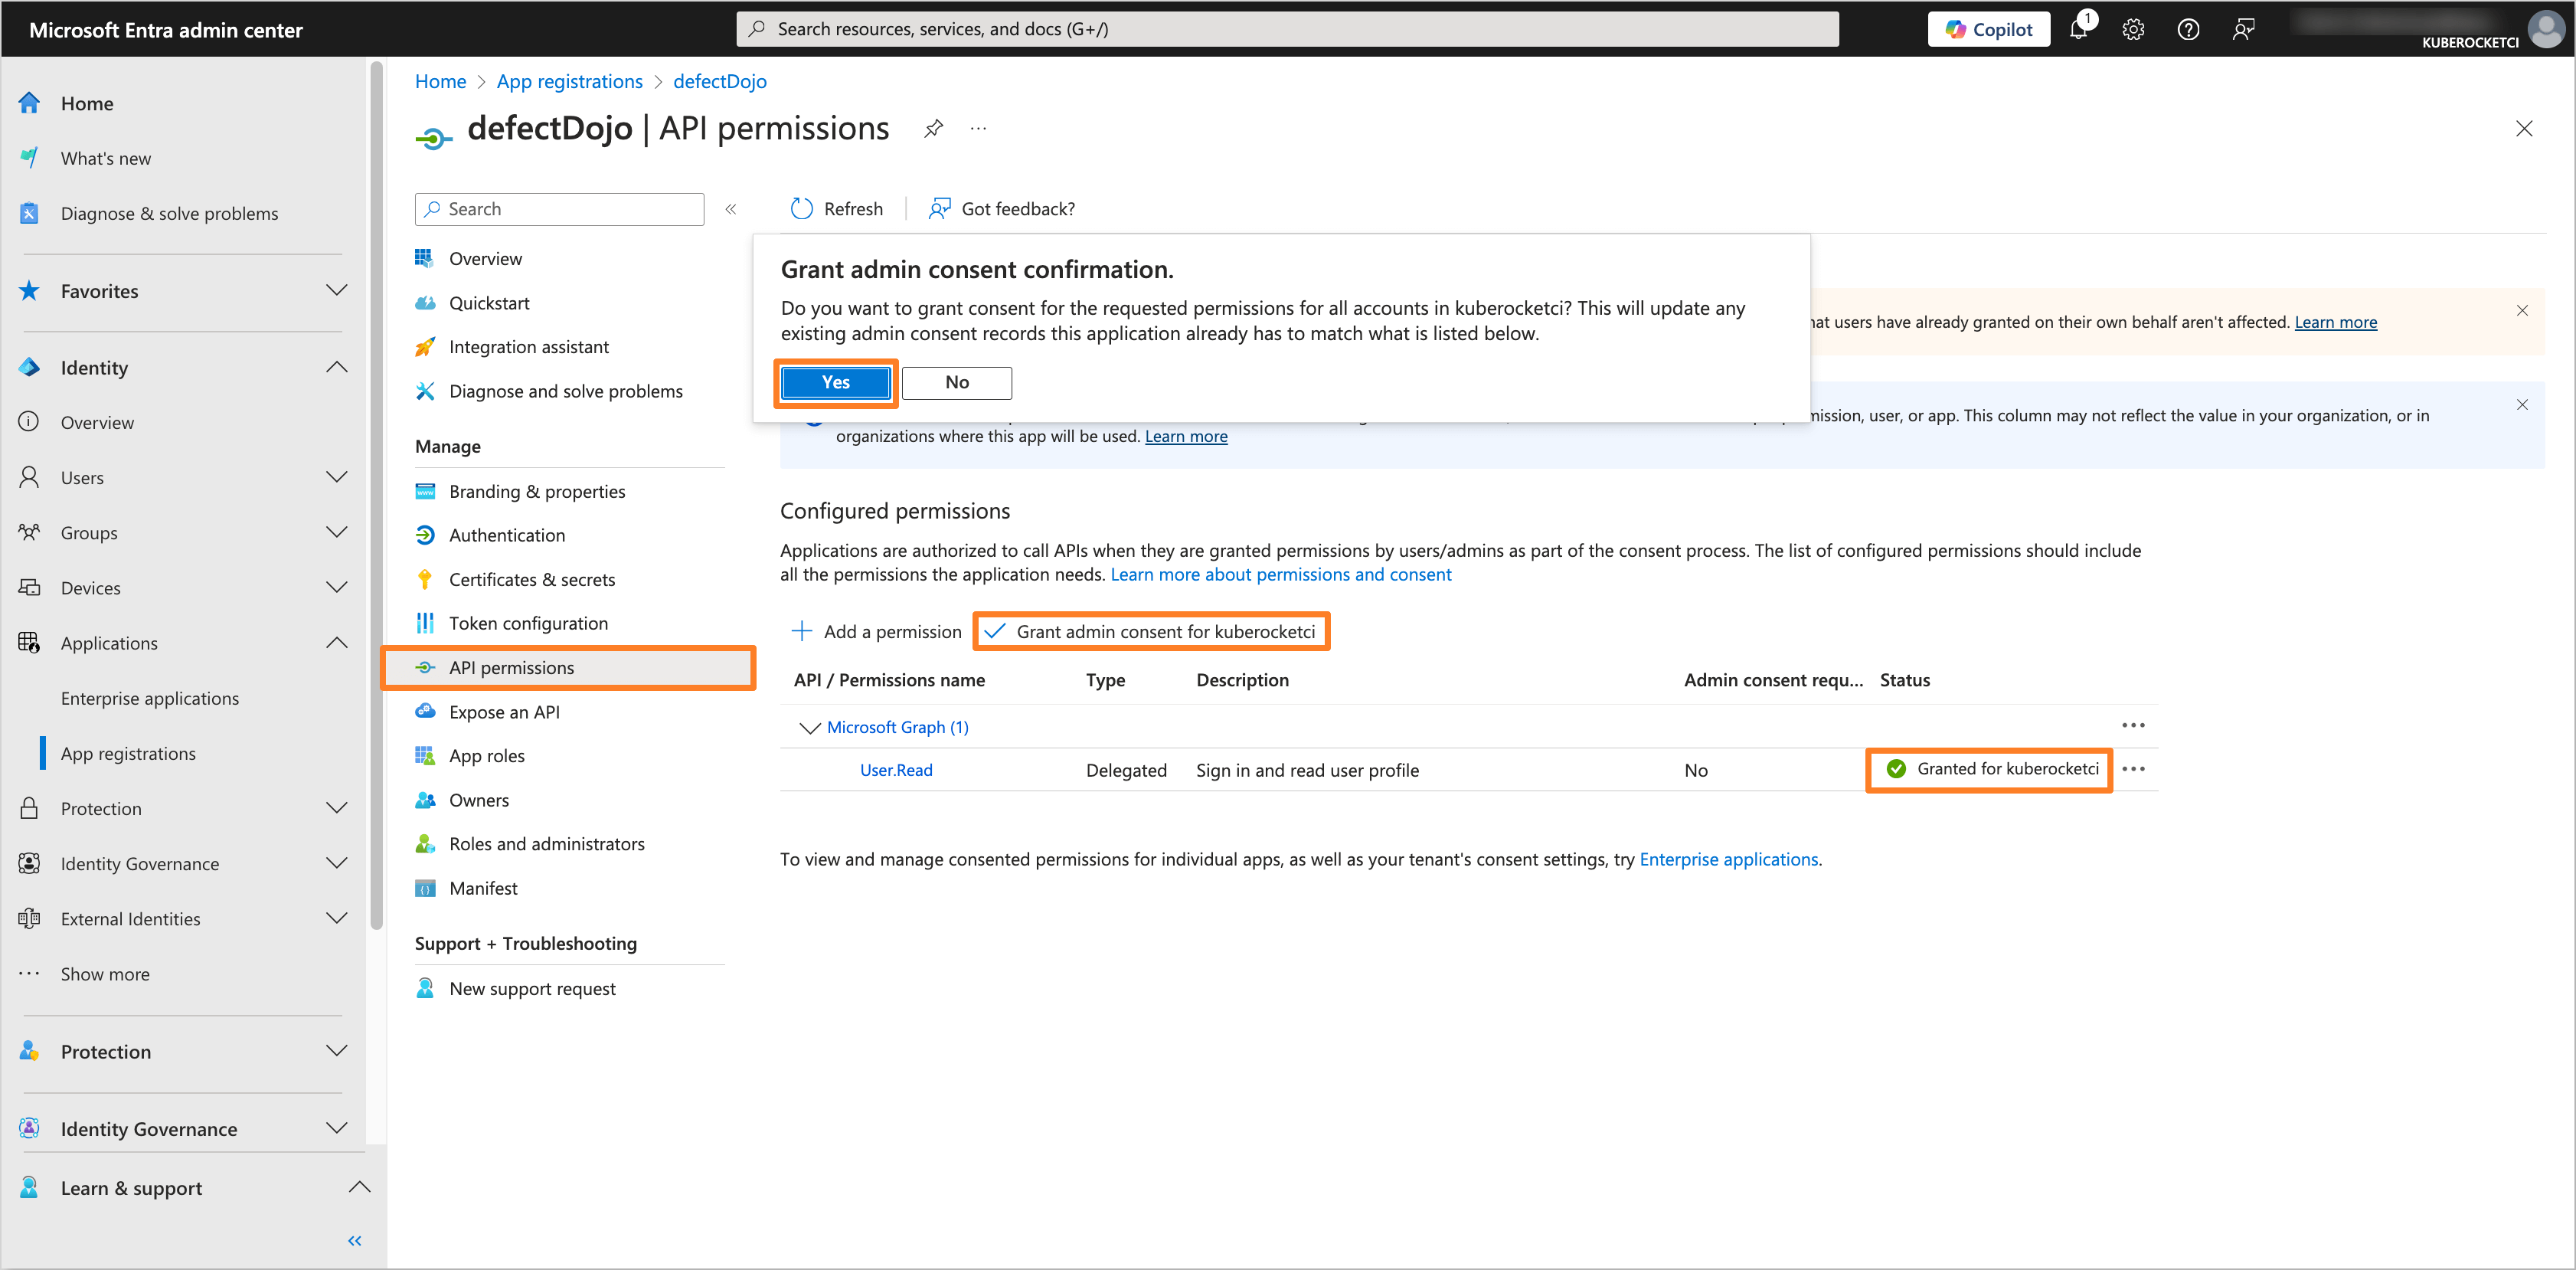 Microsoft Entra admin center
Search resources, services, and docs (G+/)
Copilot
1
KUBEROCKETCI
Home
What's new
Diagnose & solve problems
Favorites
Identity
Overview
Users
Groups
Devices
Applications
Enterprise applications
App registrations
Protection
Identity Governance
External Identities
Show more
Protection
Identity Governance
Learn & support
Home > App registrations > defectDojo
defectDojo | API permissions
Search
Overview
Quickstart
Integration assistant
Diagnose and solve problems
Manage
Branding & properties
Authentication
Certificates & secrets
Token configuration
API permissions
Expose an API
App roles
Owners
Roles and administrators
Manifest
Support + Troubleshooting
New support request
Refresh
Got feedback?
Grant admin consent confirmation.
Do you want to grant consent for the requested permissions for all accounts in kuberocketci? This will update any
existing admin consent records this application already has to match what is listed below.
Yes
No
users have already granted on their own behalf aren't affected. Learn more
user, or app. This column may not reflect the value in your organization, or in
organizations where this app will be used. Learn more
Configured permissions
Applications are authorized to call APIs when they are granted permissions by users/admins as part of the consent process. The list of configured permissions should include
all the permissions the application needs. Learn more about permissions and consent
Add a permission
Grant admin consent for kuberocketci
API / Permissions name Type Description Admin consent requ... Status
Microsoft Graph (1)
User.Read Delegated Sign in and read user profile No Granted for kuberocketci
To view and manage consented permissions for individual apps, as well as your tenant's consent settings, try Enterprise applications.